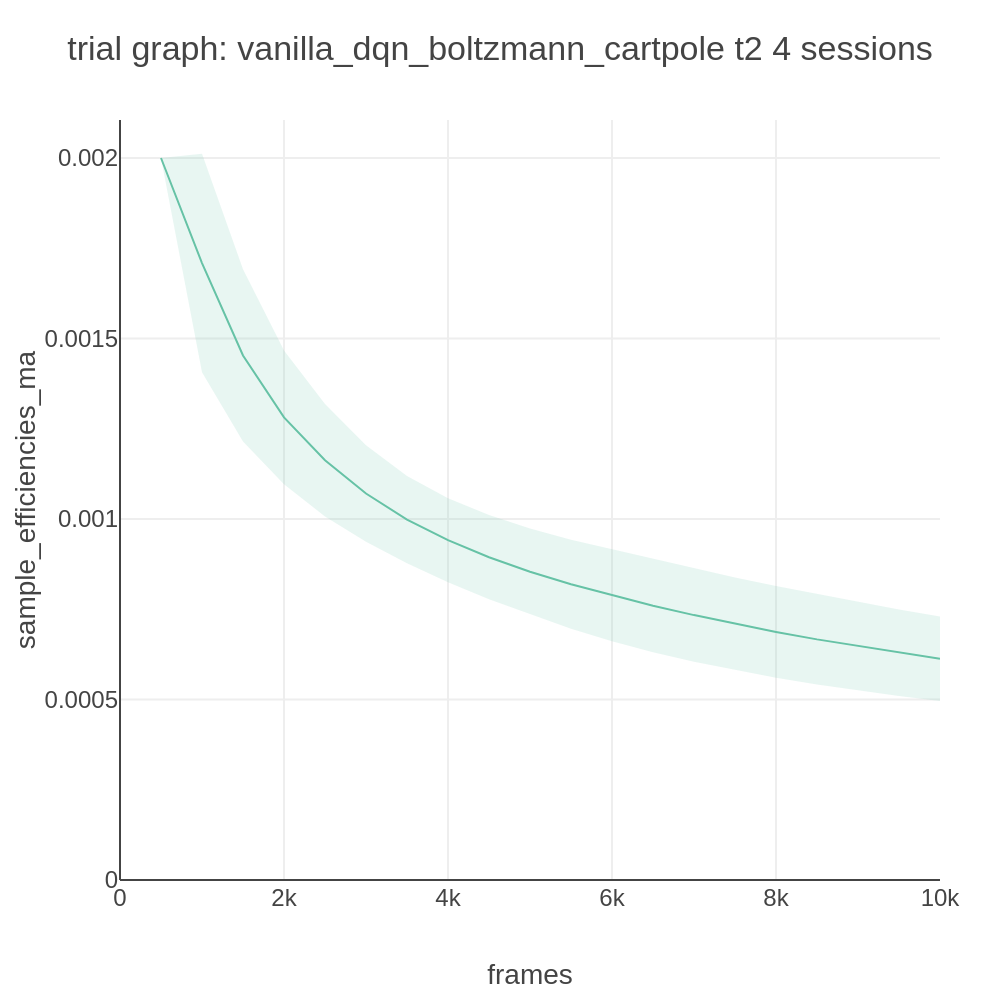 trial graph: vanilla_dqn_boltzmann_cartpole t2 4 sessions
0.002
0.0015
0.001
0.0005
0
sample_efficiencies_ma
0 2k 4k 6k 8k 10k
frames